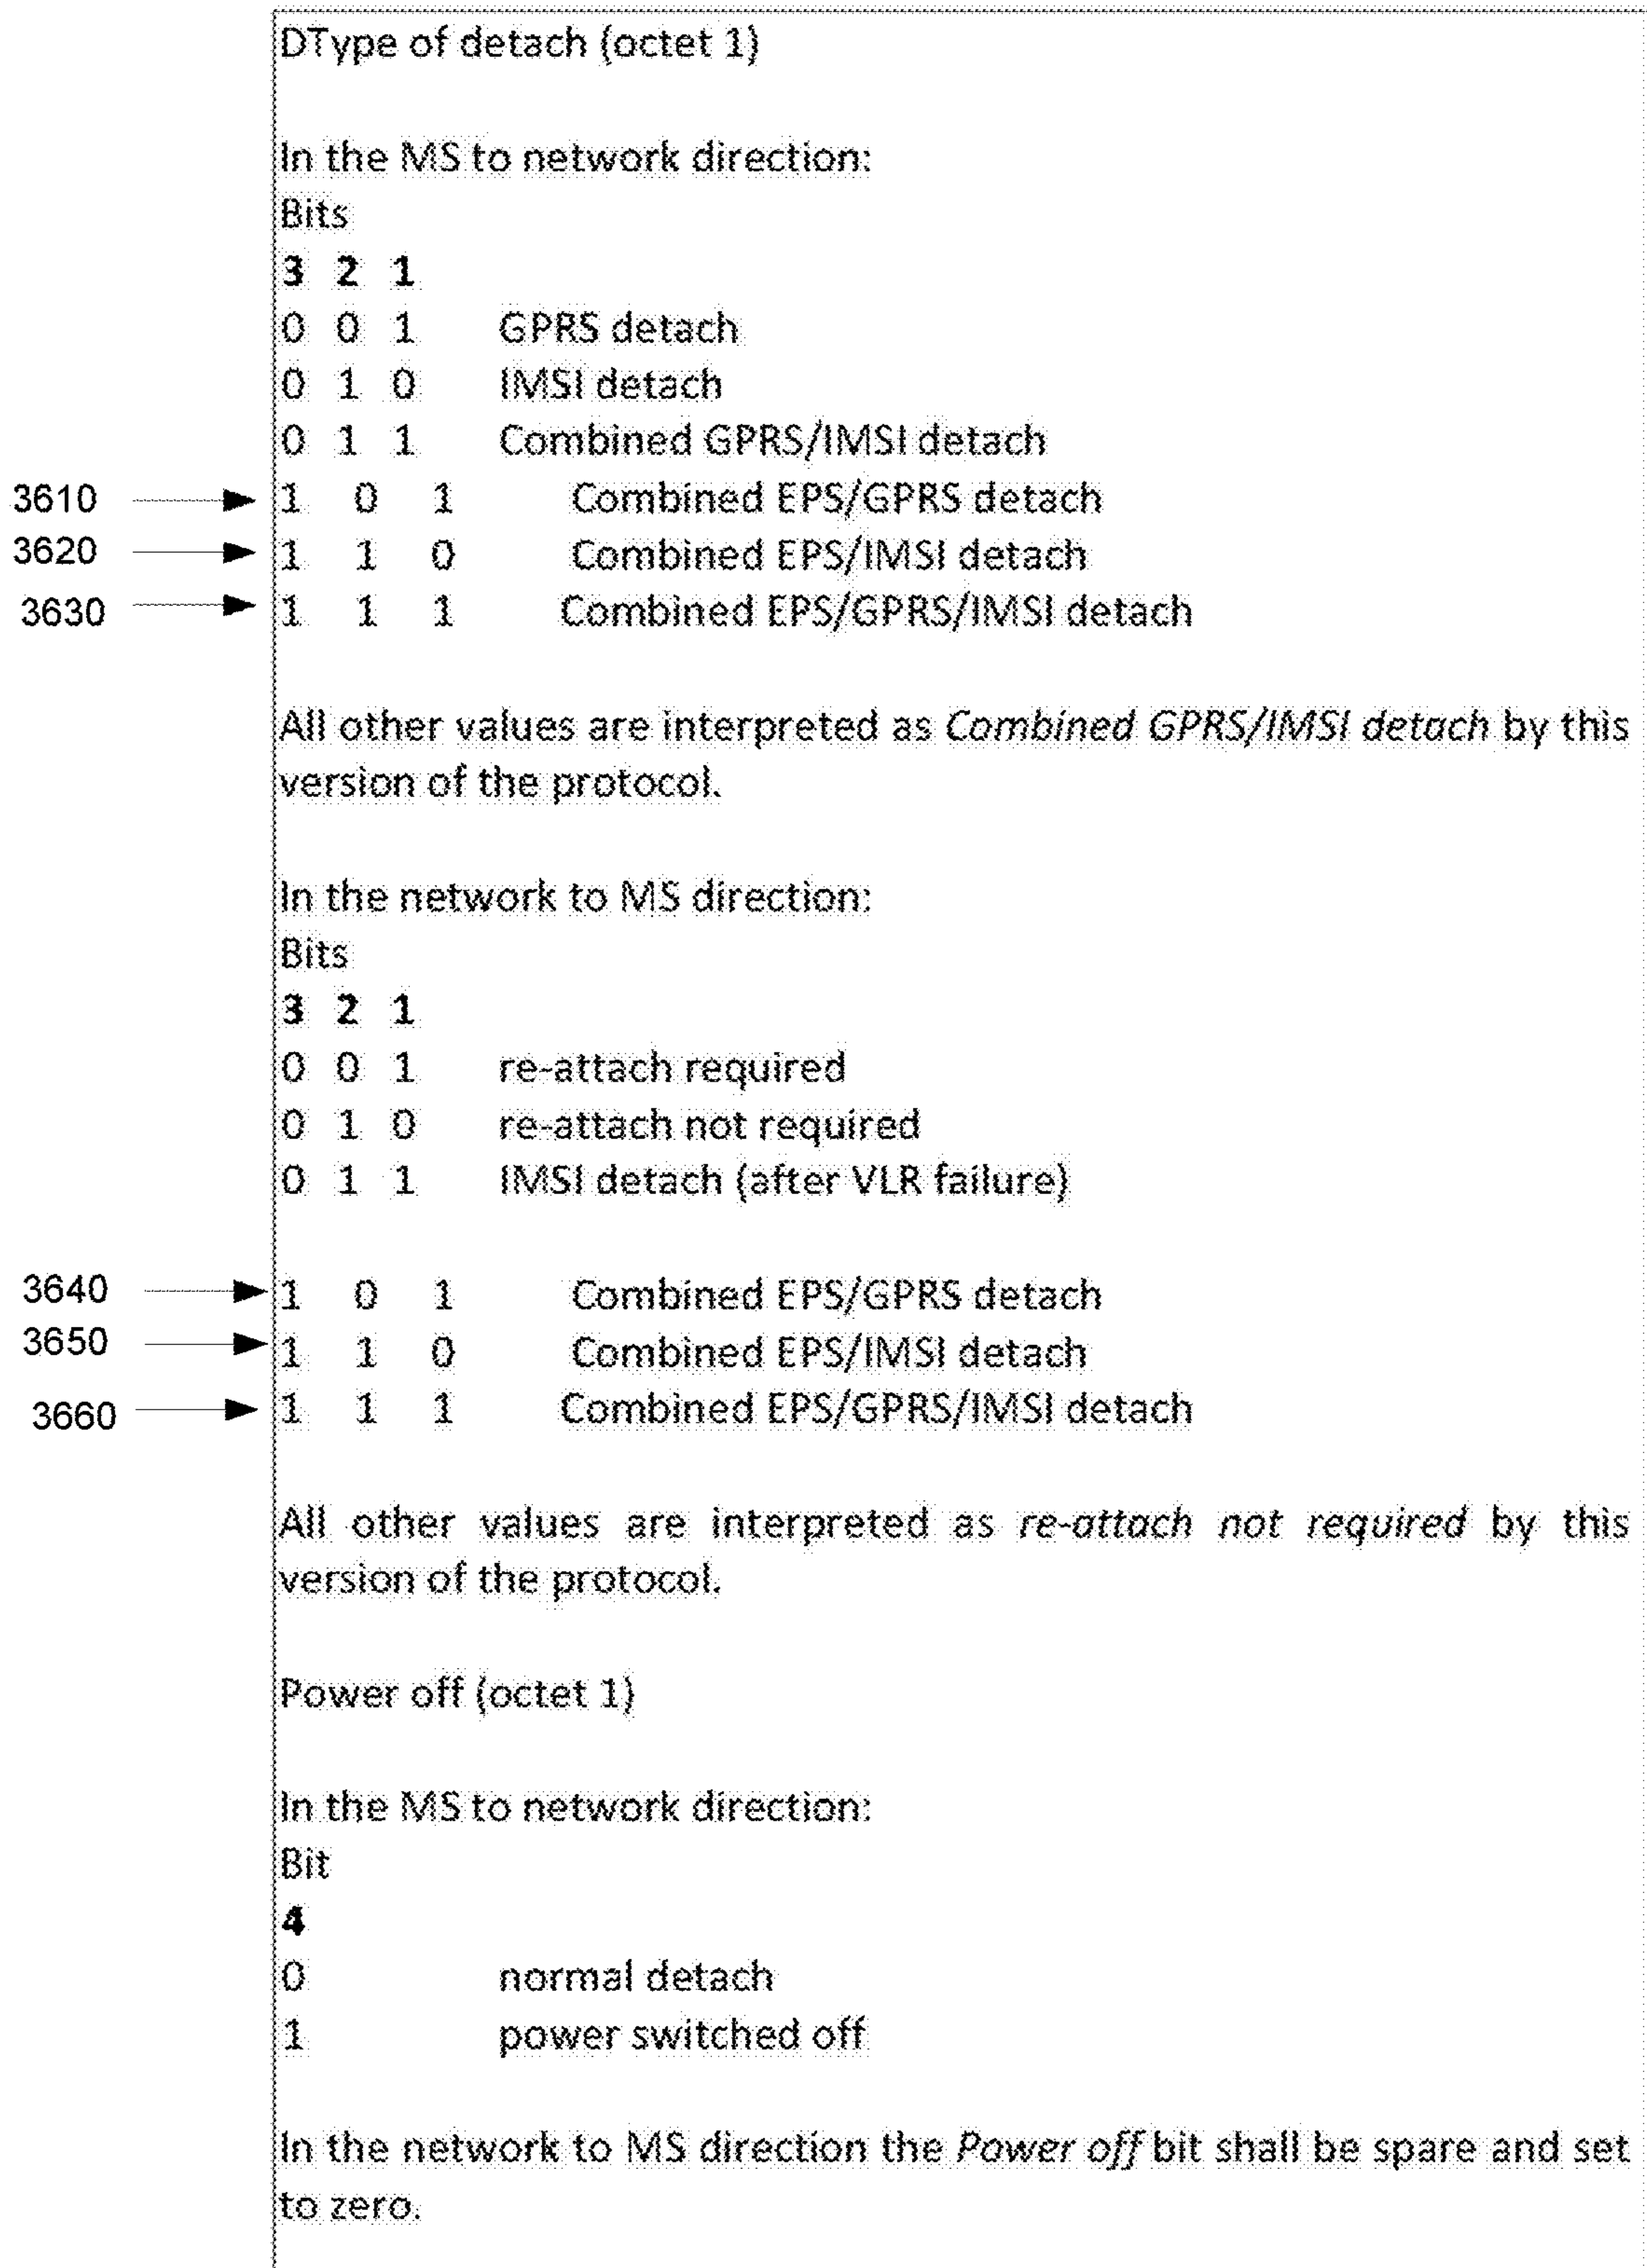 DType of detach (octet 1)
In the MS to network direction:
Bits
3 2 1
0 0 1 GPRS detach
0 1 0 IMSI detach
0 1 1 Combined GPRS/IMSI detach
3610 1 0 1 Combined EPS/GPRS detach
3620 1 1 0 Combined EPS/IMSI detach
3630 1 1 1 Combined EPS/GPRS/IMSI detach
All other values are interpreted as Combined GPRS/IMSI detach by this
version of the protocol.
In the network to MS direction:
Bits
3 2 1
0 0 1 re-attach required
0 1 0 re-attach not required
0 1 1 IMSI detach (after VLR failure)
3640 1 0 1 Combined EPS/GPRS detach
3650 1 1 0 Combined EPS/IMSI detach
3660 1 1 1 Combined EPS/GPRS/IMSI detach
All other values are interpreted as re-attach not required by this
version of the protocol.
Power off (octet 1)
In the MS to network direction:
Bit
4
0 normal detach
1 power switched off
In the network to MS direction the Power off bit shall be spare and set
to zero.